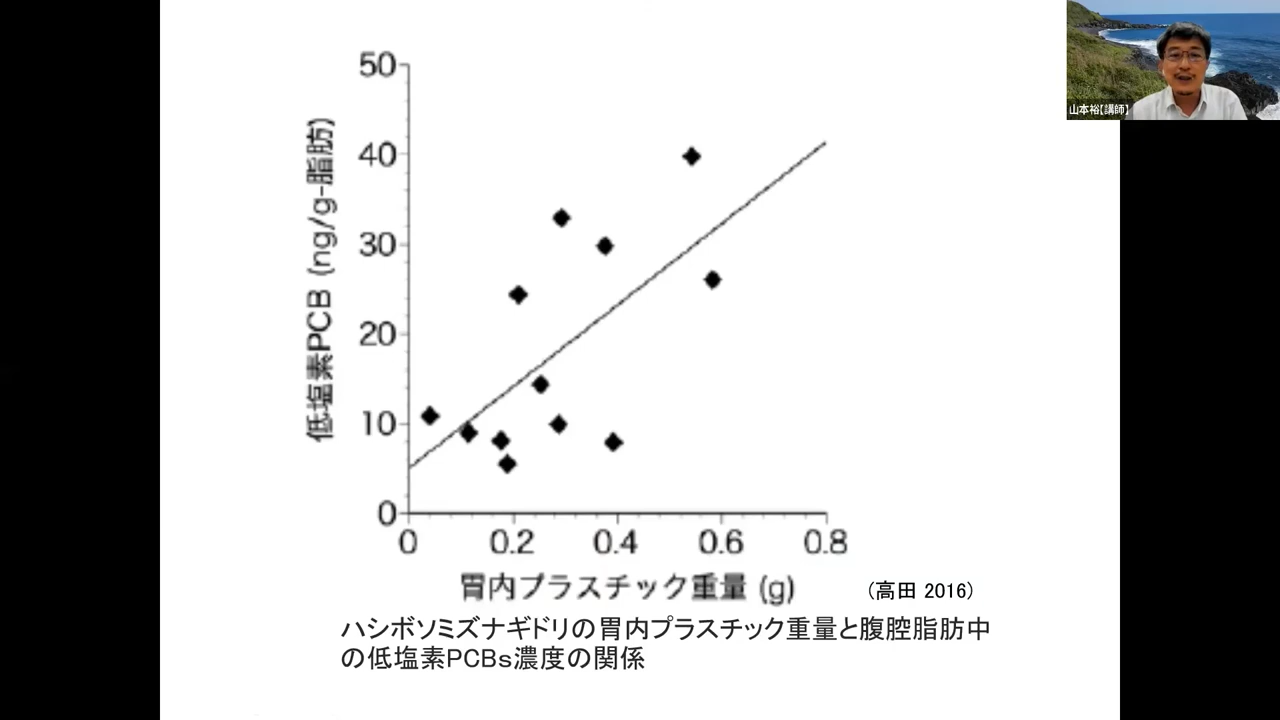 山本裕【講師】
50
40
30
20
10
0
低塩素PCB (ng/g-脂肪)
0 0.2 0.4 0.6 0.8
胃内プラスチック重量 (g)
（高田 2016）
ハシボソミズナギドリの胃内プラスチック重量と腹腔脂肪中
の低塩素PCBs濃度の関係